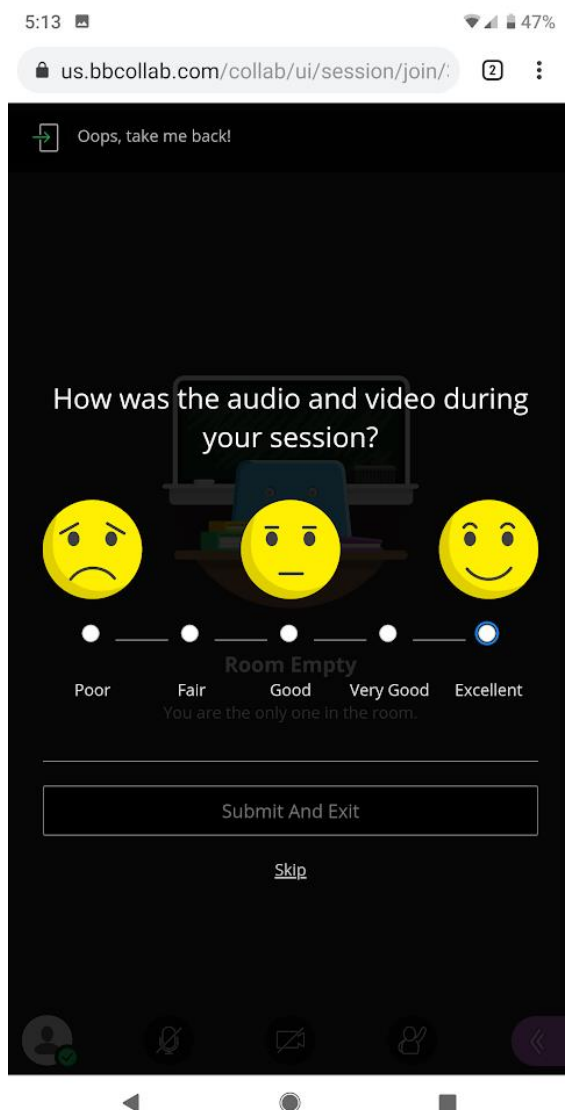 5:13 47%
us.bbcollab.com/collab/ui/session/join/ 2
Oops, take me back!
How was the audio and video during
your session?
Room Empty
Poor Fair Good Very Good Excellent
You are the only one in the room.
Submit And Exit
Skip